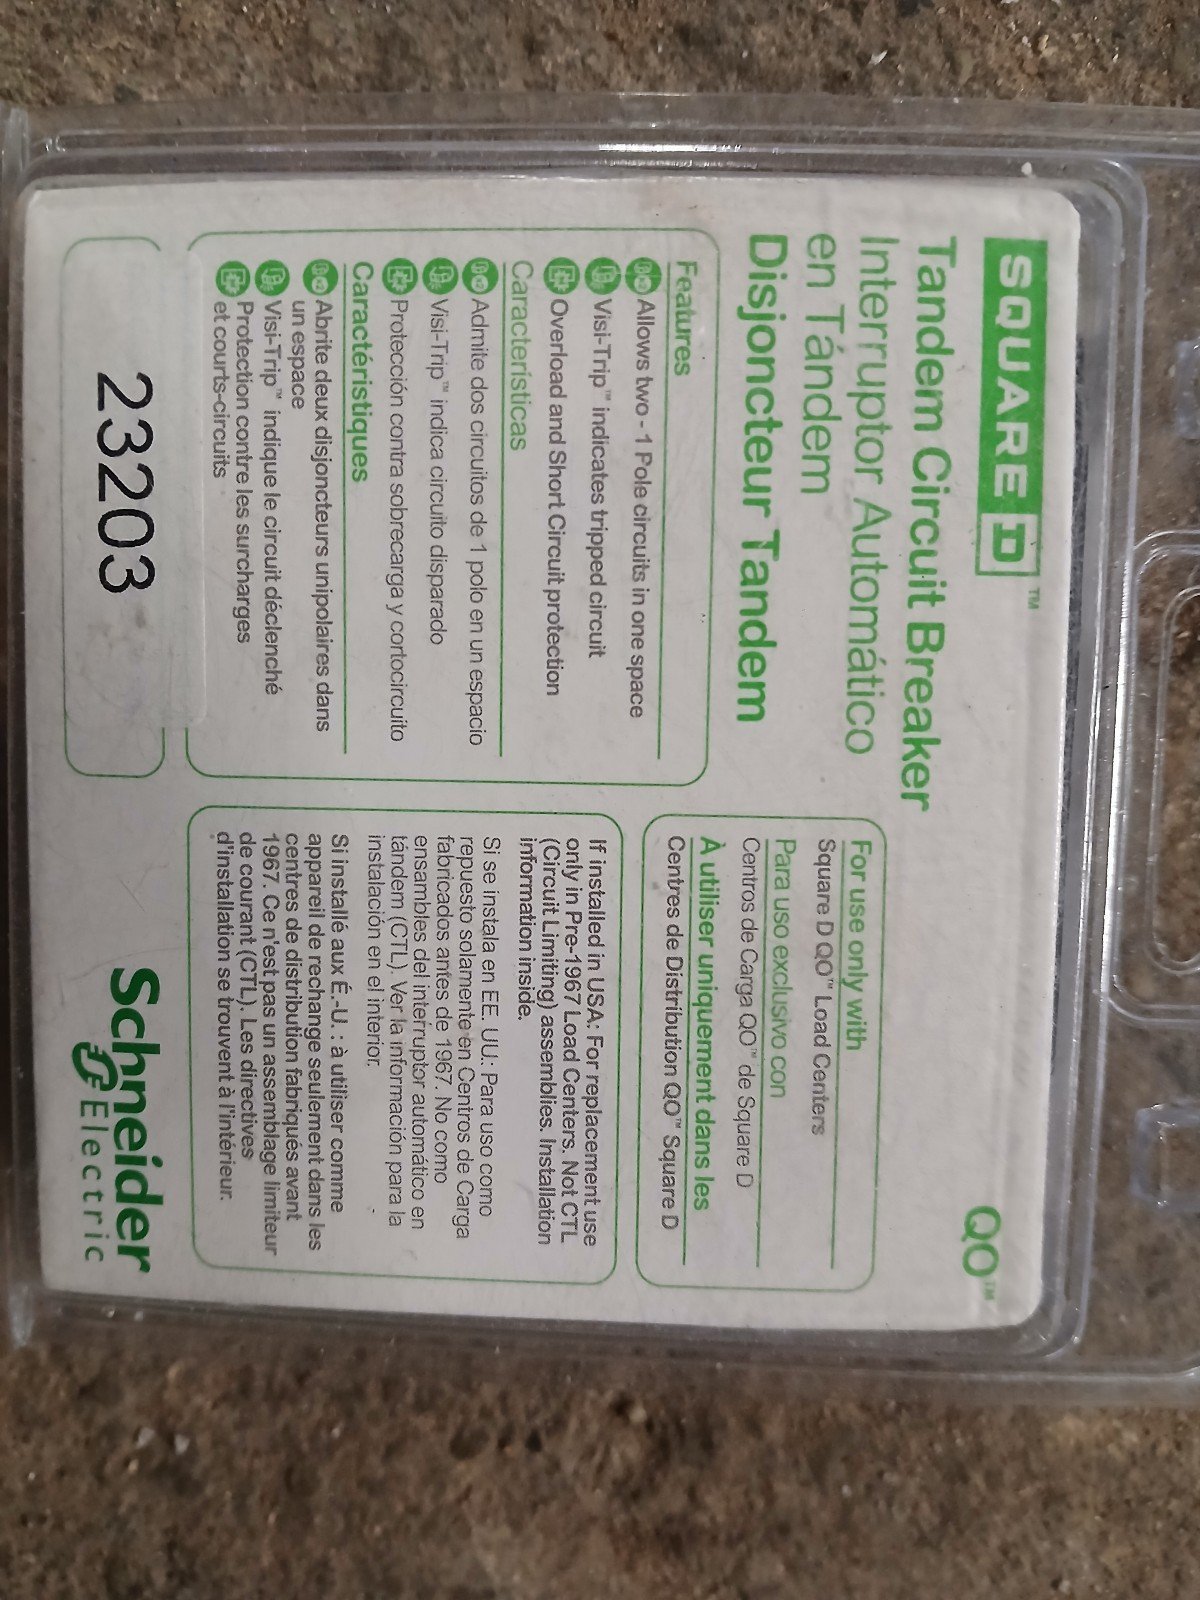 SQUARE D™
QO™
Tandem Circuit Breaker
Interruptor Automático
en Tándem
Disjoncteur Tandem
Features
Allows two - 1 Pole circuits in one space
Visi-Trip™ indicates tripped circuit
Overload and Short Circuit protection
Características
Admite dos circuitos de 1 polo en un espacio
Visi-Trip™ indica circuito disparado
Protección contra sobrecarga y cortocircuito
Caractéristiques
Abrite deux disjoncteurs unipolaires dans
un espace
Visi-Trip™ indique le circuit déclenché
Protection contre les surcharges
et courts-circuits
23203
For use only with
Square D QO™ Load Centers
Para uso exclusivo con
Centros de Carga QO™ de Square D
À utiliser uniquement dans les
Centres de Distribution QO™ Square D
If installed in USA: For replacement use
only in Pre-1967 Load Centers. Not CTL
(Circuit Limiting) assemblies. Installation
information inside.
Si se instala en EE. UU.: Para uso como
repuesto solamente en Centros de Carga
fabricados antes de 1967. No como
ensambles del interruptor automático en
tándem (CTL). Ver la información para la
instalación en el interior.
Si installé aux É.-U. : à utiliser comme
appareil de rechange seulement dans les
centres de distribution fabriqués avant
1967. Ce n'est pas un assemblage limiteur
de courant (CTL). Les directives
d'installation se trouvent à l'intérieur.
Schneider
Electric